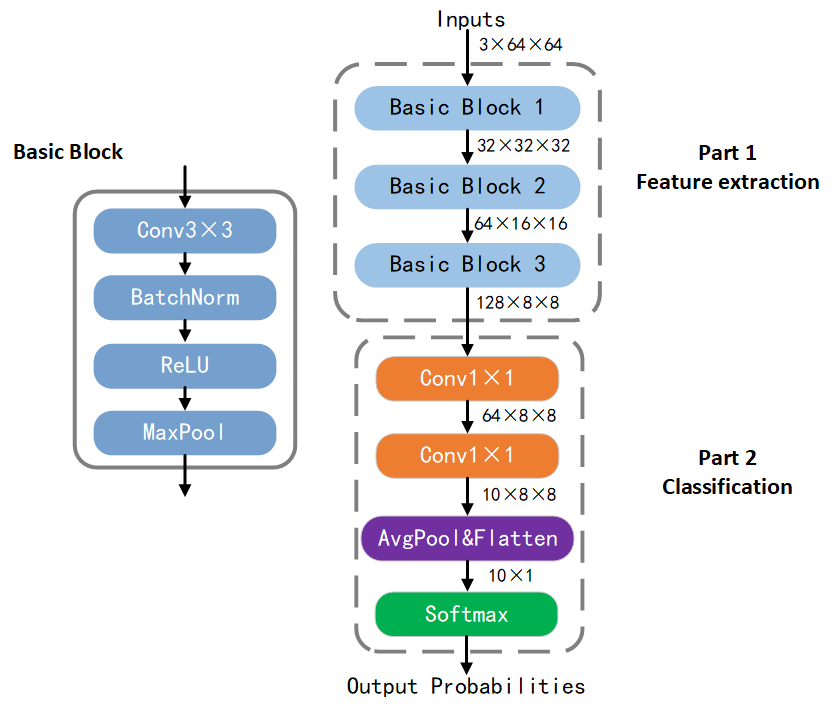 Basic Block
Conv3×3
BatchNorm
ReLU
MaxPool
Inputs
3×64×64
Basic Block 1
32×32×32
Basic Block 2
64×16×16
Basic Block 3
128×8×8
Part 1
Feature extraction
Conv1×1
64×8×8
Conv1×1
10×8×8
AvgPool&Flatten
10×1
Softmax
Output Probabilities
Part 2
Classification